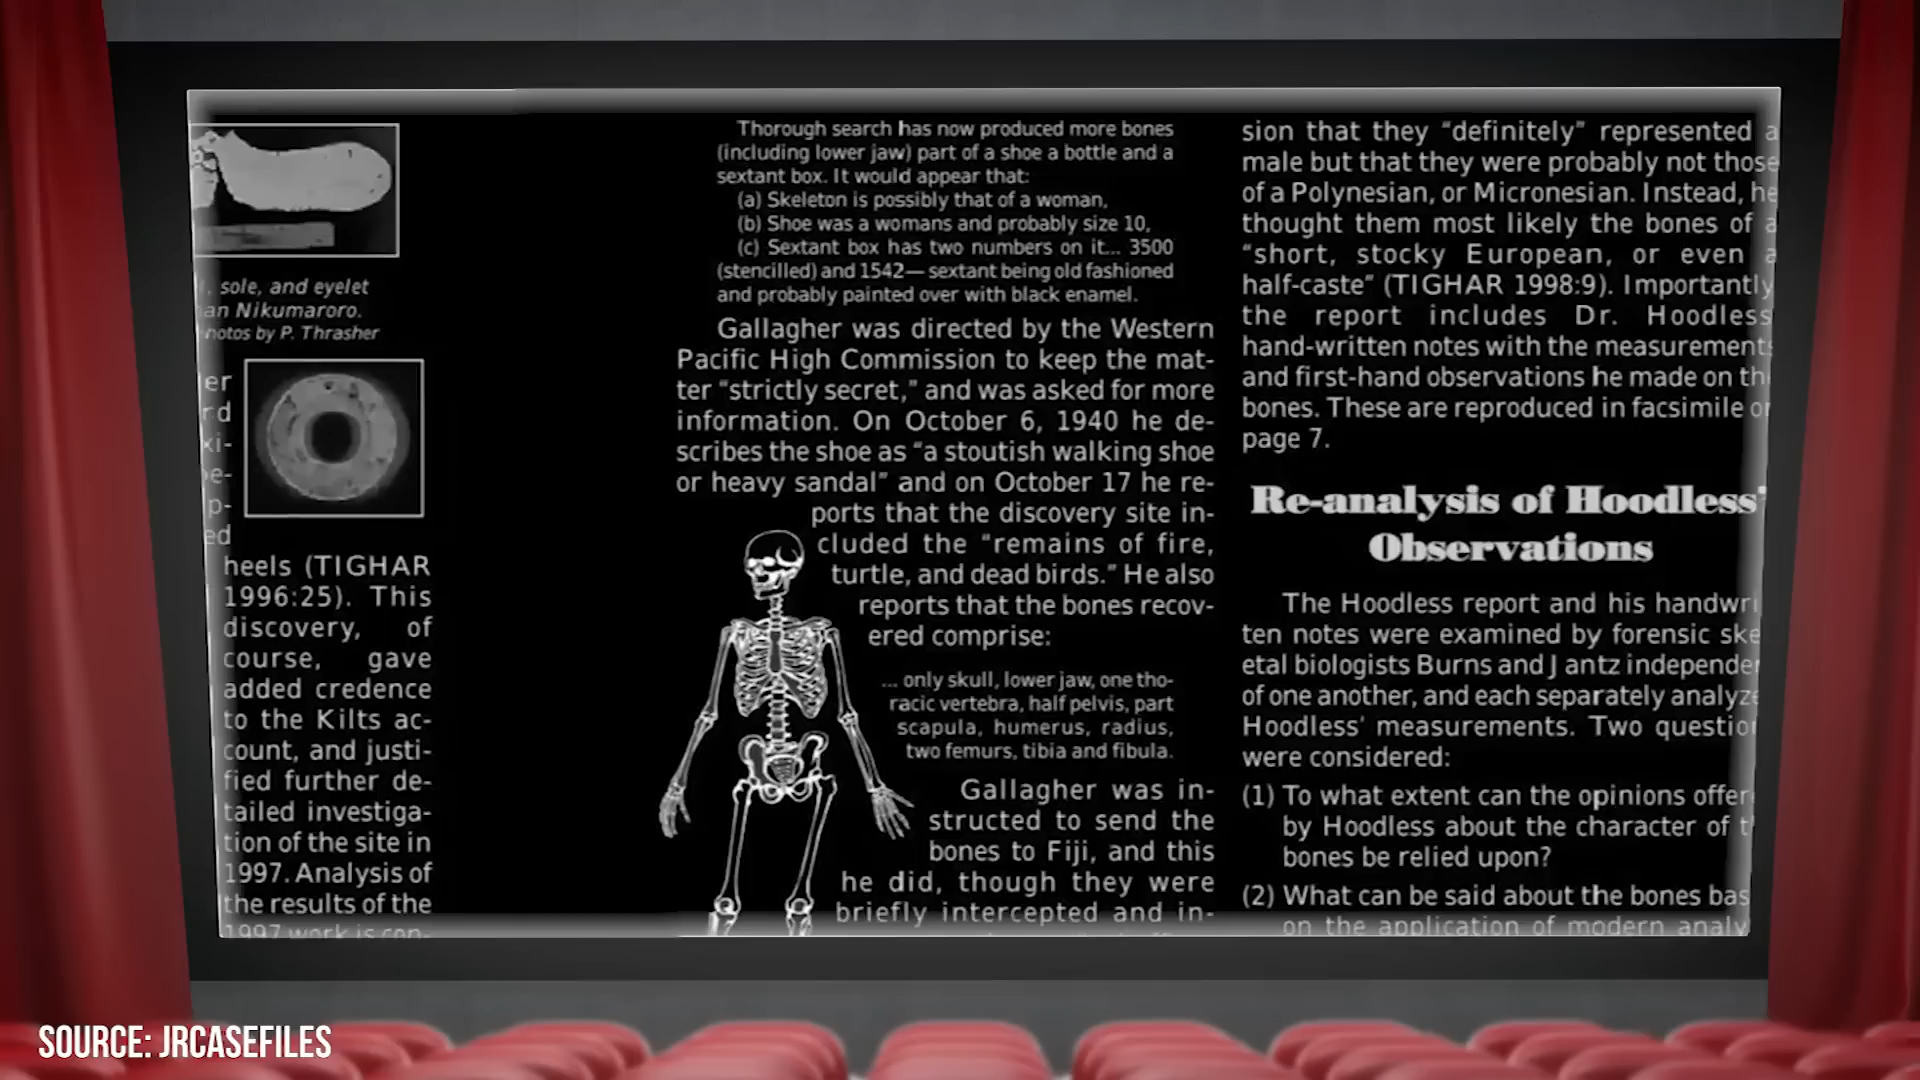 sole, and eyelet
Nikumaroro.
by P. Thrasher
heels (TIGHAR
1996:25). This
discovery, of
course, gave
added credence
to the Kilts ac-
count, and justi-
fied further de-
tailed investiga-
tion of the site in
1997. Analysis of
the results of the
1997 work is con-
Thorough search has now produced more bones
(including lower jaw) part of a shoe a bottle and a
sextant box. It would appear that:
(a) Skeleton is possibly that of a woman,
(b) Shoe was a womans and probably size 10,
(c) Sextant box has two numbers on it... 3500
(stencilled) and 1542— sextant being old fashioned
and probably painted over with black enamel.
Gallagher was directed by the Western
Pacific High Commission to keep the mat-
ter “strictly secret,” and was asked for more
information. On October 6, 1940 he de-
scribes the shoe as “a stoutish walking shoe
or heavy sandal” and on October 17 he re-
ports that the discovery site in-
cluded the “remains of fire,
turtle, and dead birds.” He also
reports that the bones recov-
ered comprise:
... only skull, lower jaw, one tho-
racic vertebra, half pelvis, part
scapula, humerus, radius,
two femurs, tibia and fibula.
Gallagher was in-
structed to send the
bones to Fiji, and this
he did, though they were
briefly intercepted and in-
sion that they “definitely” represented a
male but that they were probably not those
of a Polynesian, or Micronesian. Instead, he
thought them most likely the bones of a
“short, stocky European, or even a
half-caste” (TIGHAR 1998:9). Importantly
the report includes Dr. Hoodless
hand-written notes with the measurements
and first-hand observations he made on the
bones. These are reproduced in facsimile on
page 7.
Re-analysis of Hoodless’
Observations
The Hoodless report and his handwri
ten notes were examined by forensic ske
etal biologists Burns and Jantz independen
of one another, and each separately analyze
Hoodless’ measurements. Two question
were considered:
(1) To what extent can the opinions offer
by Hoodless about the character of t
bones be relied upon?
(2) What can be said about the bones bas
on the application of modern analy
SOURCE: JRCASEFILES